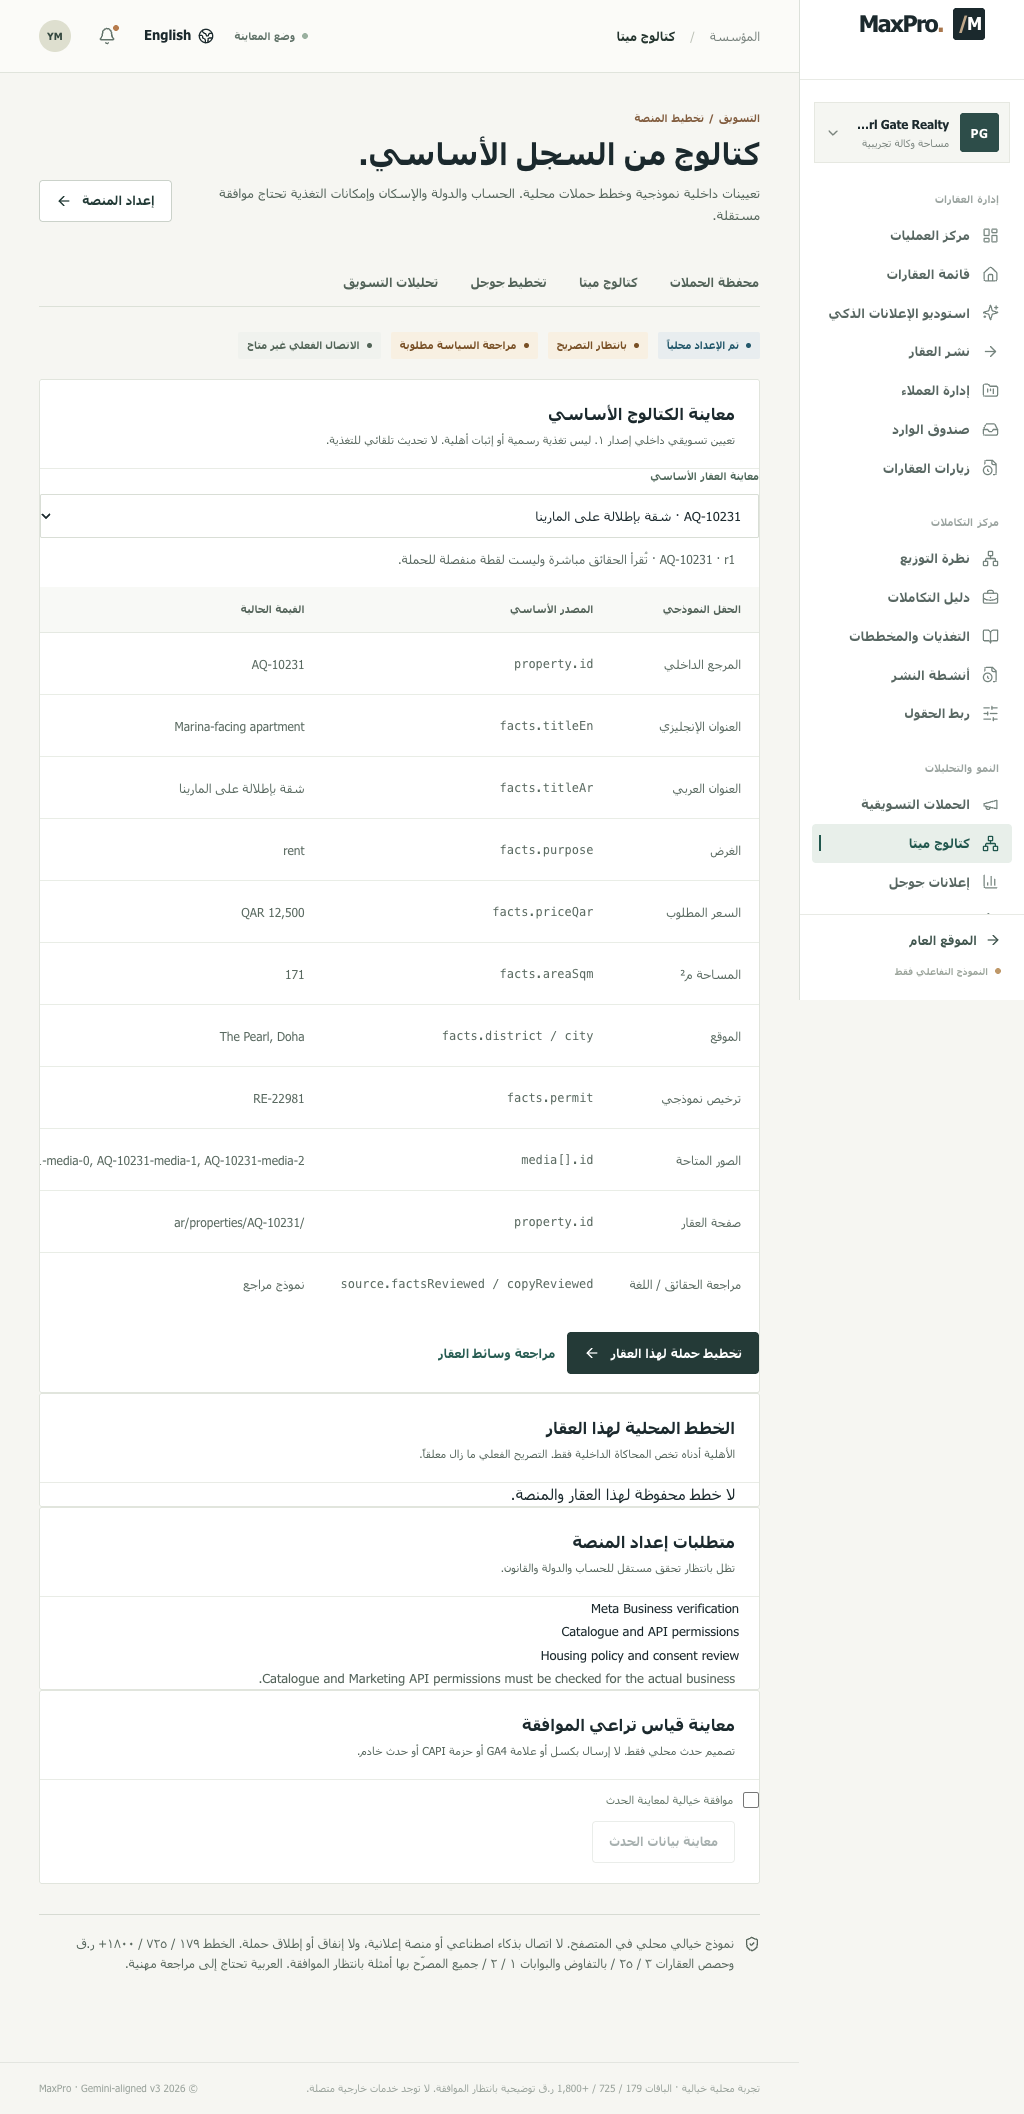 MaxPro. /M
PG rl Gate Realty...
مساحة وكالة تجريبية
إدارة العقارات
مركز العمليات
قائمة العقارات
استوديو الإعلانات الذكي
نشر العقار
إدارة العملاء
صندوق الوارد
زيارات العقارات
مركز التكاملات
نظرة التوزيع
دليل التكاملات
التغذيات والمخططات
أنشطة النشر
ربط الحقول
النمو والتحليلات
الحملات التسويقية
كتالوج ميتا
إعلانات جوجل
الموقع العام
النموذج التفاعلي فقط
المؤسسة / كتالوج ميتا
وضع المعاينة
English
YM
التسويق / تخطيط المنصة
كتالوج من السجل الأساسي.
تعيينات داخلية نموذجية وخطط حملات محلية. الحساب والدولة والإسكان وإمكانات التغذية تحتاج موافقة
مستقلة.
إعداد المنصة
محفظة الحملات كتالوج ميتا تخطيط جوجل تحليلات التسويق
تم الإعداد محلياً بانتظار التصريح مراجعة السياسة مطلوبة الاتصال الفعلي غير متاح
معاينة الكتالوج الأساسي
تعيين تسويقي داخلي إصدار ١. ليس تغذية رسمية أو إثبات أهلية. لا تحديث تلقائي للتغذية.
معاينة العقار الأساسي
AQ-10231 · شقة بإطلالة على المارينا
AQ-10231 · r1 · تُقرأ الحقائق مباشرة وليست لقطة منفصلة للحملة.
الحقل النموذجي المصدر الأساسي القيمة الحالية
المرجع الداخلي property.id AQ-10231
العنوان الإنجليزي facts.titleEn Marina-facing apartment
العنوان العربي facts.titleAr شقة بإطلالة على المارينا
الغرض facts.purpose rent
السعر المطلوب facts.priceQar QAR 12,500
المساحة م² facts.areaSqm 171
الموقع facts.district / city The Pearl, Doha
ترخيص نموذجي facts.permit RE-22981
الصور المتاحة media[].id -media-0, AQ-10231-media-1, AQ-10231-media-2
صفحة العقار property.id ar/properties/AQ-10231/
مراجعة الحقائق / اللغة source.factsReviewed / copyReviewed نموذج مراجع
تخطيط حملة لهذا العقار مراجعة وسائط العقار
الخطط المحلية لهذا العقار
الأهلية أدناه تخص المحاكاة الداخلية فقط. التصريح الفعلي ما زال معلقاً.
لا خطط محفوظة لهذا العقار والمنصة.
متطلبات إعداد المنصة
تظل بانتظار تحقق مستقل للحساب والدولة والقانون.
Meta Business verification
Catalogue and API permissions
Housing policy and consent review
Catalogue and Marketing API permissions must be checked for the actual business.
معاينة قياس تراعي الموافقة
تصميم حدث محلي فقط. لا إرسال بكسل أو علامة GA4 أو حزمة CAPI أو حدث خادم.
موافقة خيالية لمعاينة الحدث
معاينة بيانات الحدث
نموذج خيالي محلي في المتصفح. لا اتصال بذكاء اصطناعي أو منصة إعلانية، ولا إنفاق أو إطلاق حملة. الخطط ١٧٩ / ٧٢٥ / ١٨٠٠+ ر.ق
وحصص العقارات ٣ / ٢٥ / بالتفاوض والبوابات ١ / ٢ / جميع المصرّح بها أمثلة بانتظار الموافقة. العربية تحتاج إلى مراجعة مهنية.
تجربة محلية خيالية · الباقات 179 / 725 / +1,800 ر.ق توضيحية بانتظار الموافقة. لا توجد خدمات خارجية متصلة.
© 2026 MaxPro · Gemini-aligned v3